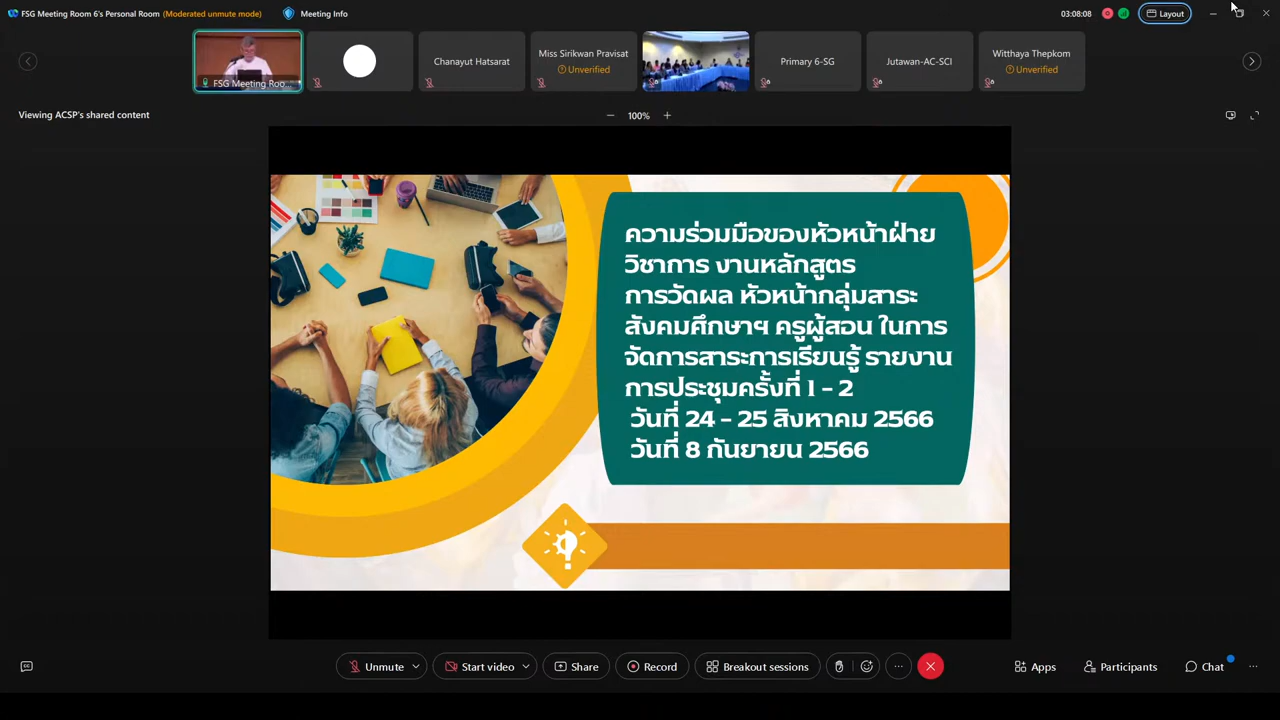 FSG Meeting Room 6's Personal Room (Moderated unmute mode) Meeting Info 03:08:08 Layout
FSG Meeting Roo... Chanayut Hatsarat Miss Sirikwan Pravisat Unverified Primary 6-SG Jutawan-AC-SCI Witthaya Thepkom Unverified
Viewing ACSP's shared content 100%
ความร่วมมือของหัวหน้าฝ่าย
วิชาการ งานหลักสูตร
การวัดผล หัวหน้ากลุ่มสาระ
สังคมศึกษาฯ ครูผู้สอน ในการ
จัดการสาระการเรียนรู้ รายงาน
การประชุมครั้งที่ 1 - 2
วันที่ 24 - 25 สิงหาคม 2566
วันที่ 8 กันยายน 2566
Unmute Start video Share Record Breakout sessions Apps Participants Chat